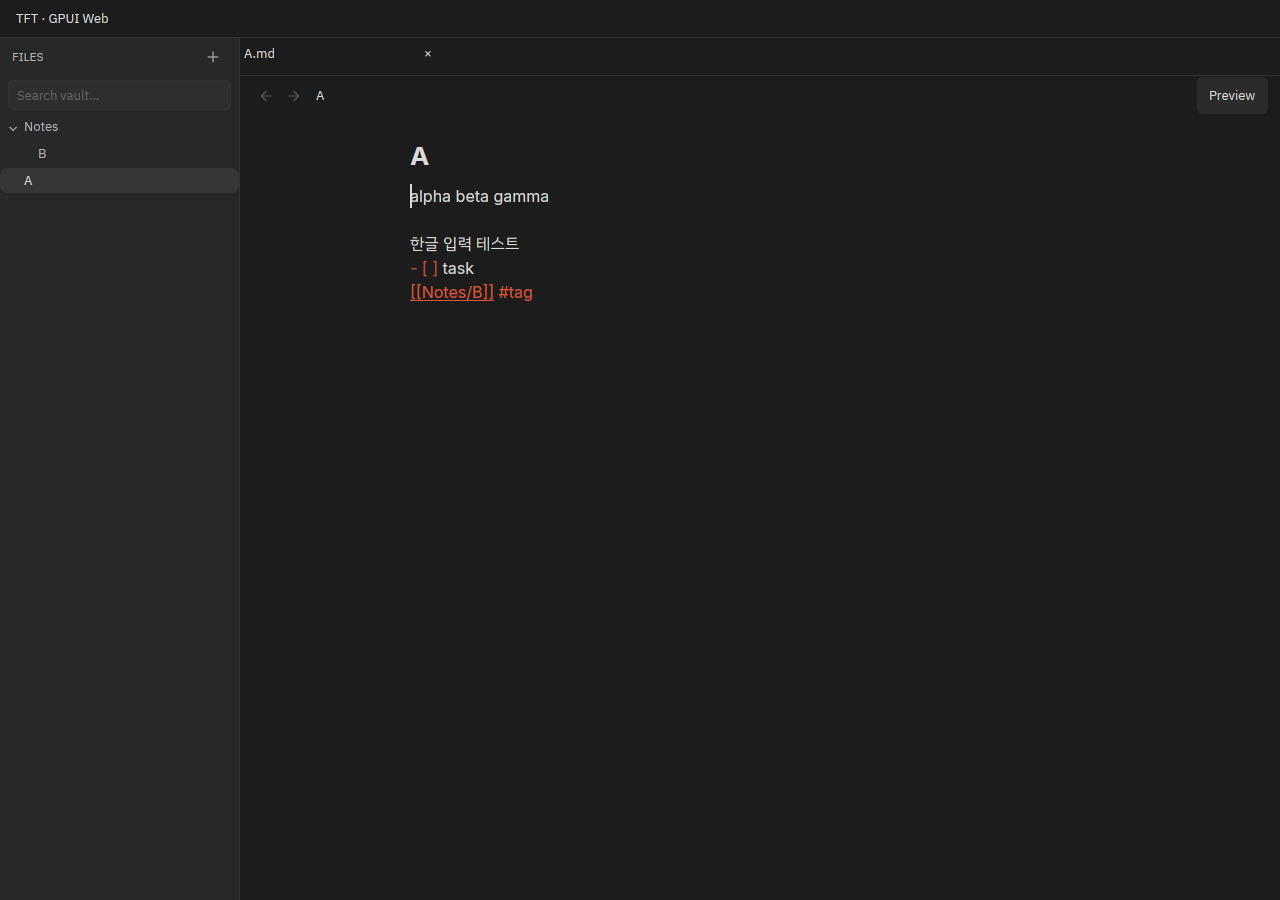 TFT · GPUI Web
FILES +
Search vault...
Notes
B
A
A.md ×
← → A
Preview
A
alpha beta gamma
한글 입력 테스트
- [ ] task
[[Notes/B]] #tag